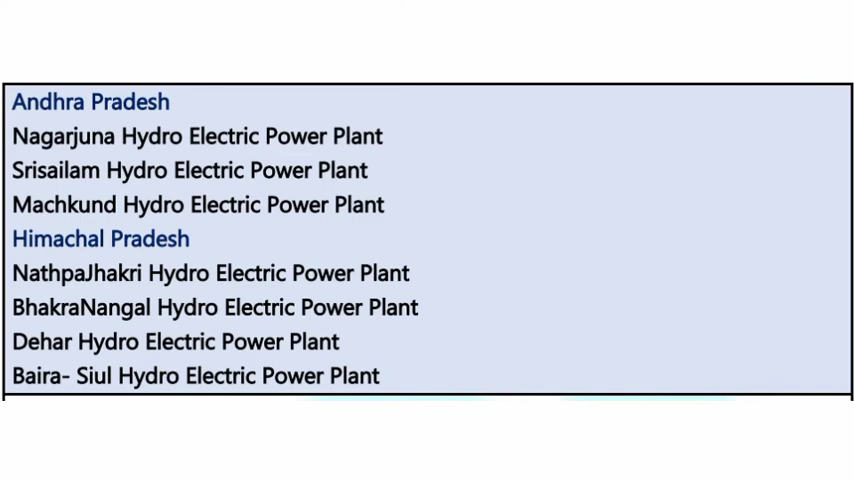 Andhra Pradesh
Nagarjuna Hydro Electric Power Plant
Srisailam Hydro Electric Power Plant
Machkund Hydro Electric Power Plant
Himachal Pradesh
NathpaJhakri Hydro Electric Power Plant
BhakraNangal Hydro Electric Power Plant
Dehar Hydro Electric Power Plant
Baira- Siul Hydro Electric Power Plant